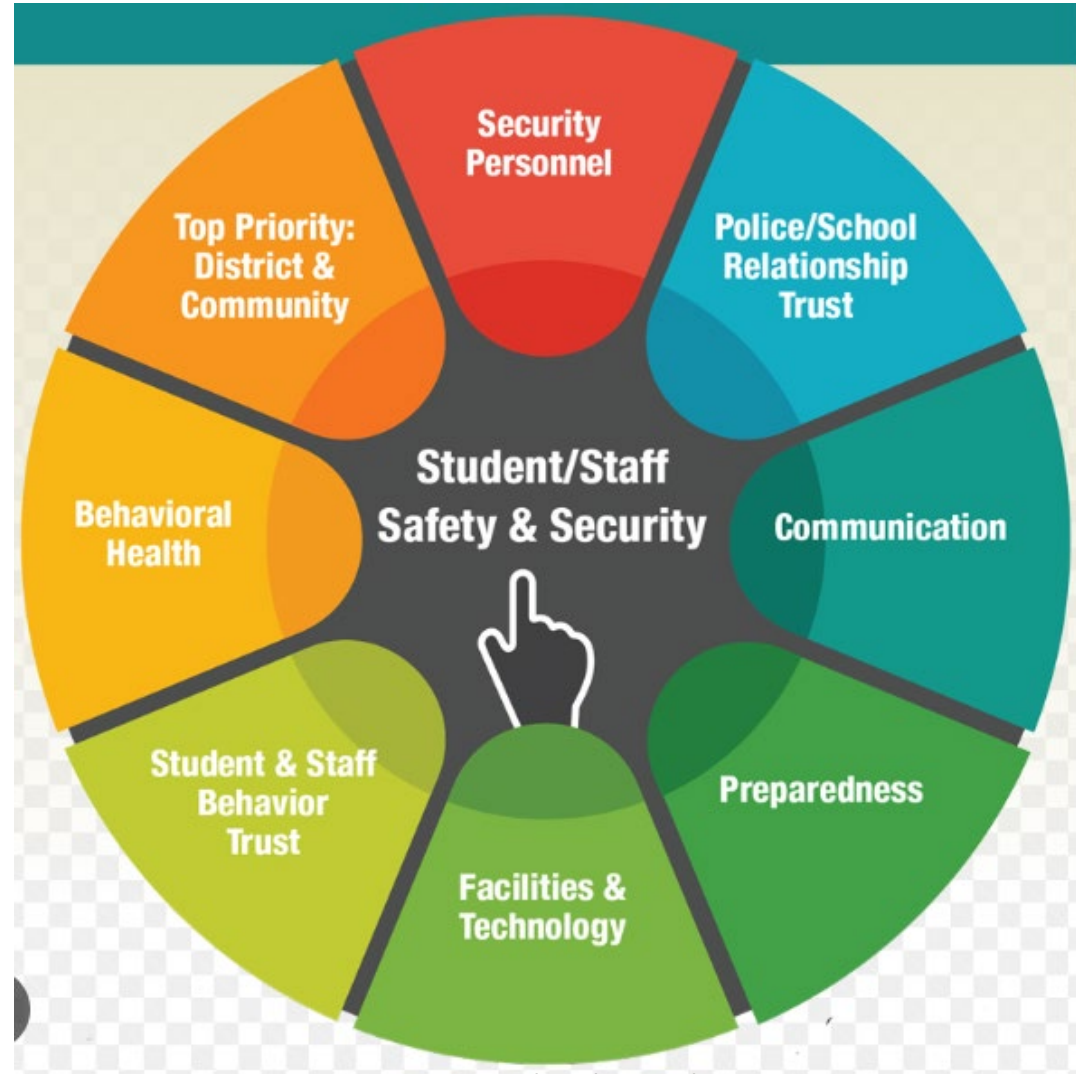 Security
Personnel
Police/School
Relationship
Trust
Communication
Preparedness
Facilities &
Technology
Student & Staff
Behavior
Trust
Behavioral
Health
Top Priority:
District &
Community
Student/Staff
Safety & Security